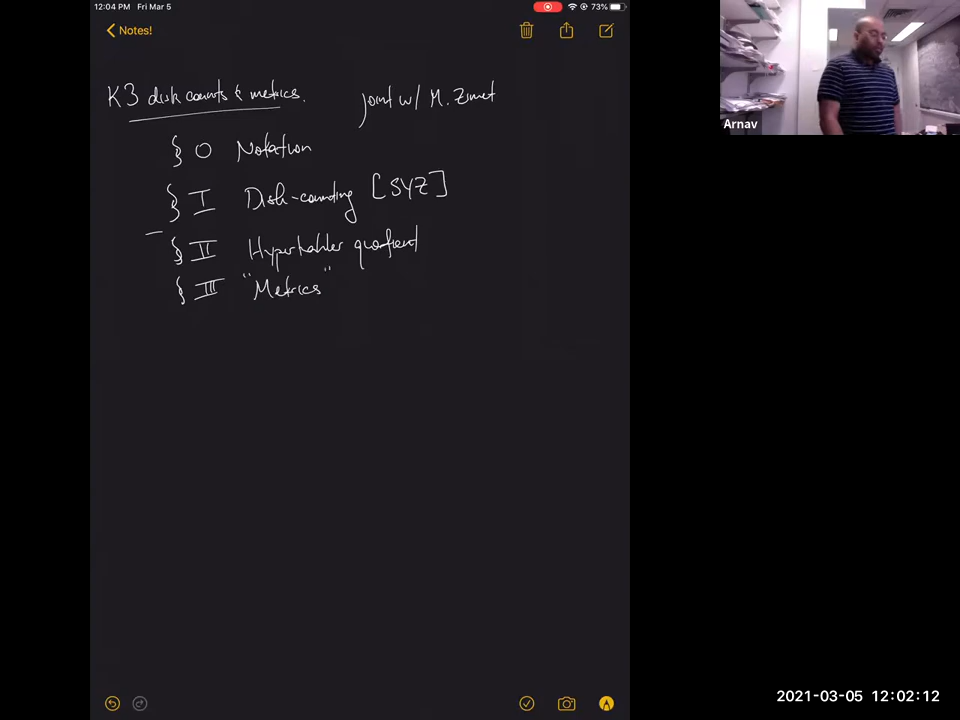 12:04 PM Fri Mar 5
73%
Notes!
K3 disk counts & metrics.
joint w/ M. Zimet
§ 0 Notation
§ I Disk-counting [SYZ]
§ II Hyperkahler quotient
§ III "Metrics"
Arnav
2021-03-05 12:02:12